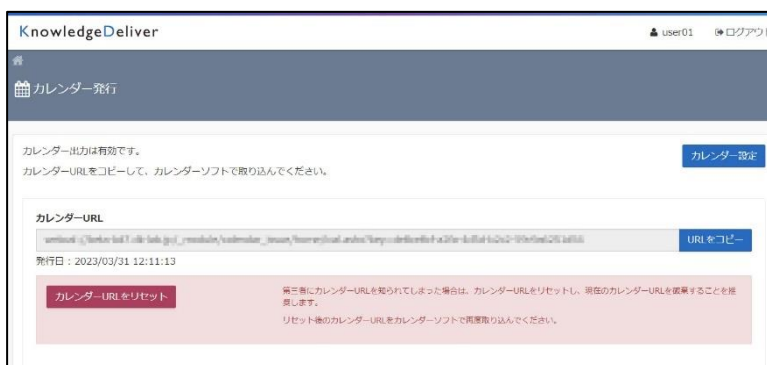 KnowledgeDeliver
user01 ログアウト
カレンダー発行
カレンダー出力は有効です。
カレンダー設定
カレンダーURLをコピーして、カレンダーソフトで取り込んでください。
カレンダーURL
URLをコピー
発行日：2023/03/31 12:11:13
カレンダーURLをリセット
第三者にカレンダーURLを知られてしまった場合は、カレンダーURLをリセットし、現在のカレンダーURLを破棄することを推
奨します。
リセット後のカレンダーURLをカレンダーソフトで再度取り込んでください。